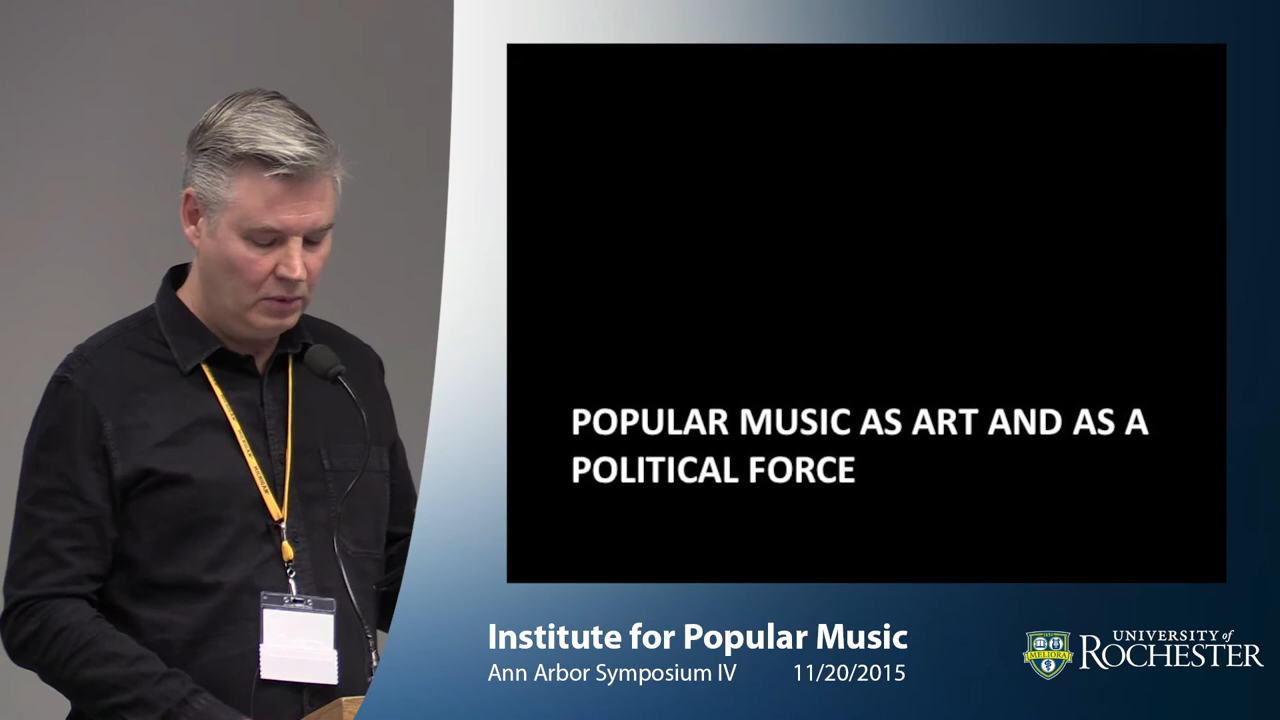 POPULAR MUSIC AS ART AND AS A
POLITICAL FORCE
Institute for Popular Music
Ann Arbor Symposium IV 11/20/2015
MELIORA
UNIVERSITY of
ROCHESTER